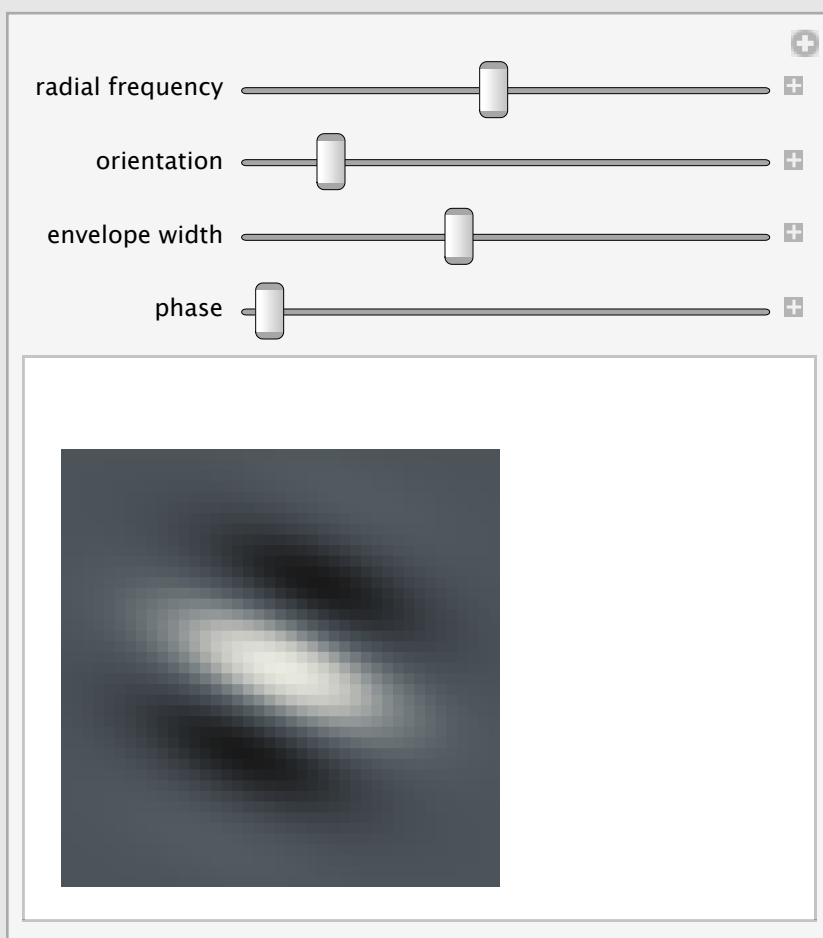 radial frequency
orientation
envelope width
phase